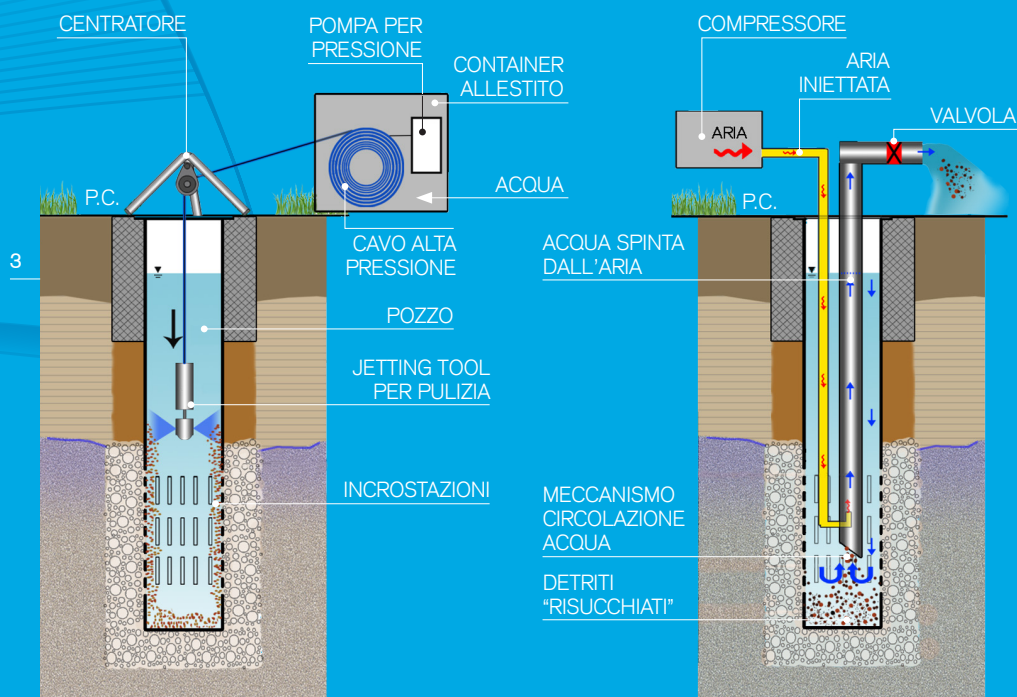 CENTRATORE
POMPA PER
PRESSIONE
CONTAINER
ALLESTITO
P.C.
ACQUA
CAVO ALTA
PRESSIONE
3
POZZO
JETTING TOOL
PER PULIZIA
INCROSTAZIONI
COMPRESSORE
ARIA
INIETTATA
VALVOLA
ARIA
P.C.
ACQUA SPINTA
DALL'ARIA
MECCANISMO
CIRCOLAZIONE
ACQUA
DETRITI
“RISUCCHIATI”